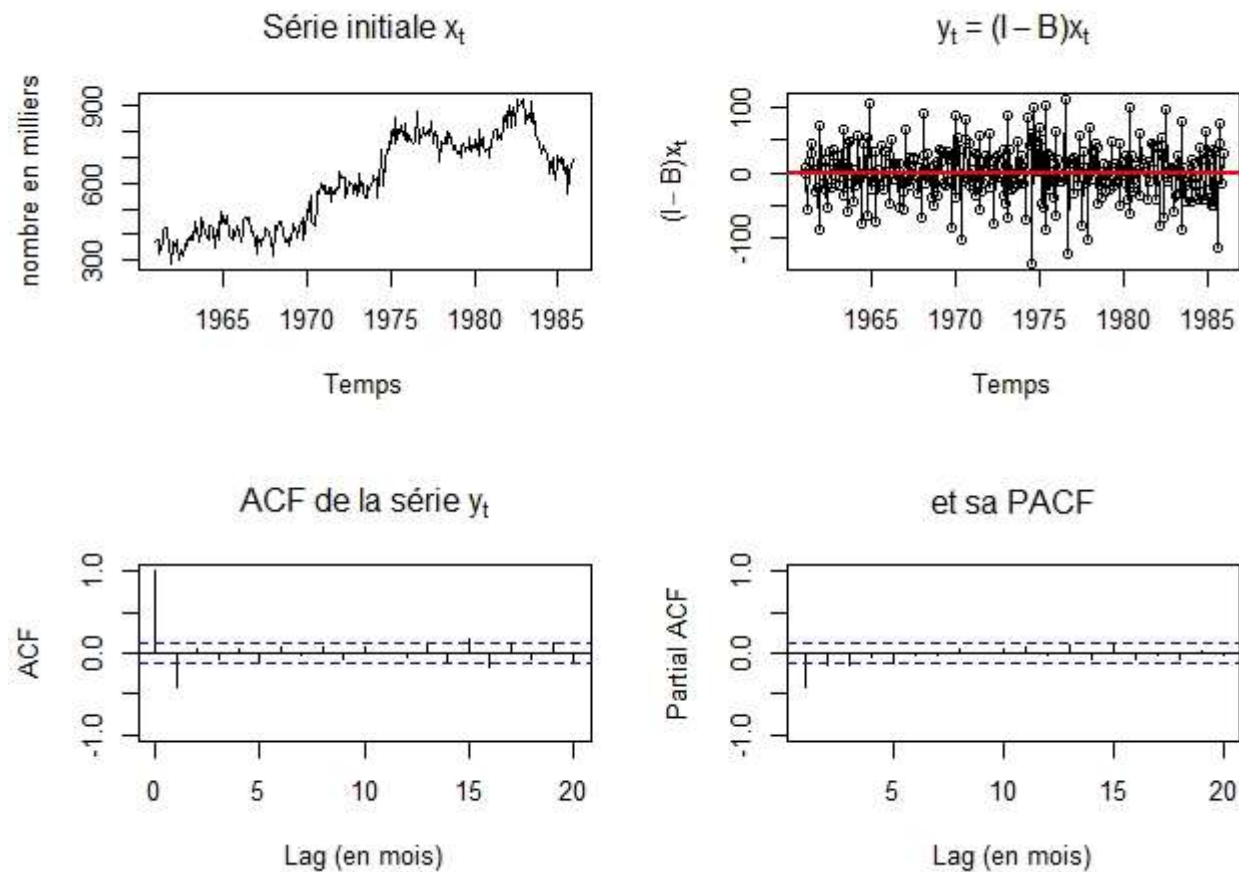 Série initiale xt
nombre en milliers
900
600
300
1965 1970 1975 1980 1985
Temps
yt = (I − B)xt
(I − B)xt
100
0
-100
1965 1970 1975 1980 1985
Temps
ACF de la série yt
ACF
1.0
0.0
-1.0
0 5 10 15 20
Lag (en mois)
et sa PACF
Partial ACF
1.0
0.0
-1.0
5 10 15 20
Lag (en mois)